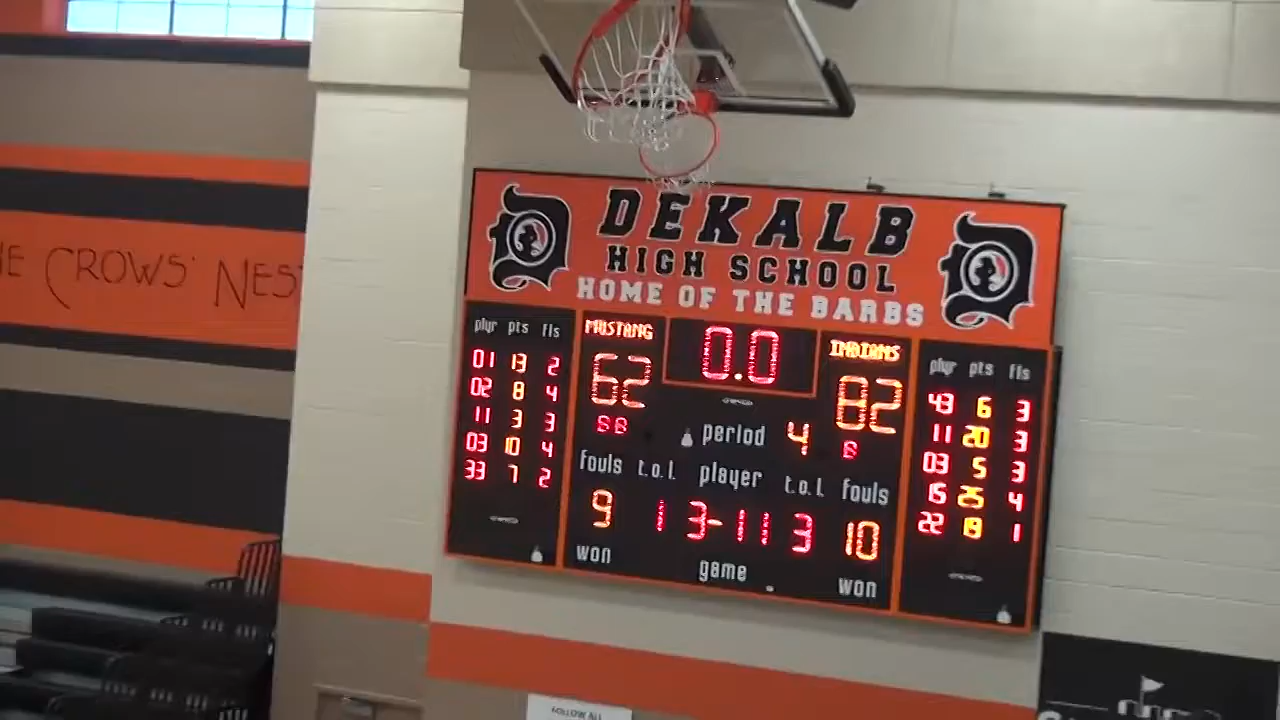 HE CROWS' NEST
DEKALB
HIGH SCHOOL
HOME OF THE BARBS
plyr pts fls
01 13 2
02 8 4
11 3 3
03 10 4
33 7 2
MUSTANG 0.0 INDIANS
62 82
BB period 4 B
fouls t.o.l. player t.o.l. fouls
9 1 3-11 3 10
won game won
plyr pts fls
43 6 3
11 20 3
03 5 3
15 25 4
22 19 1